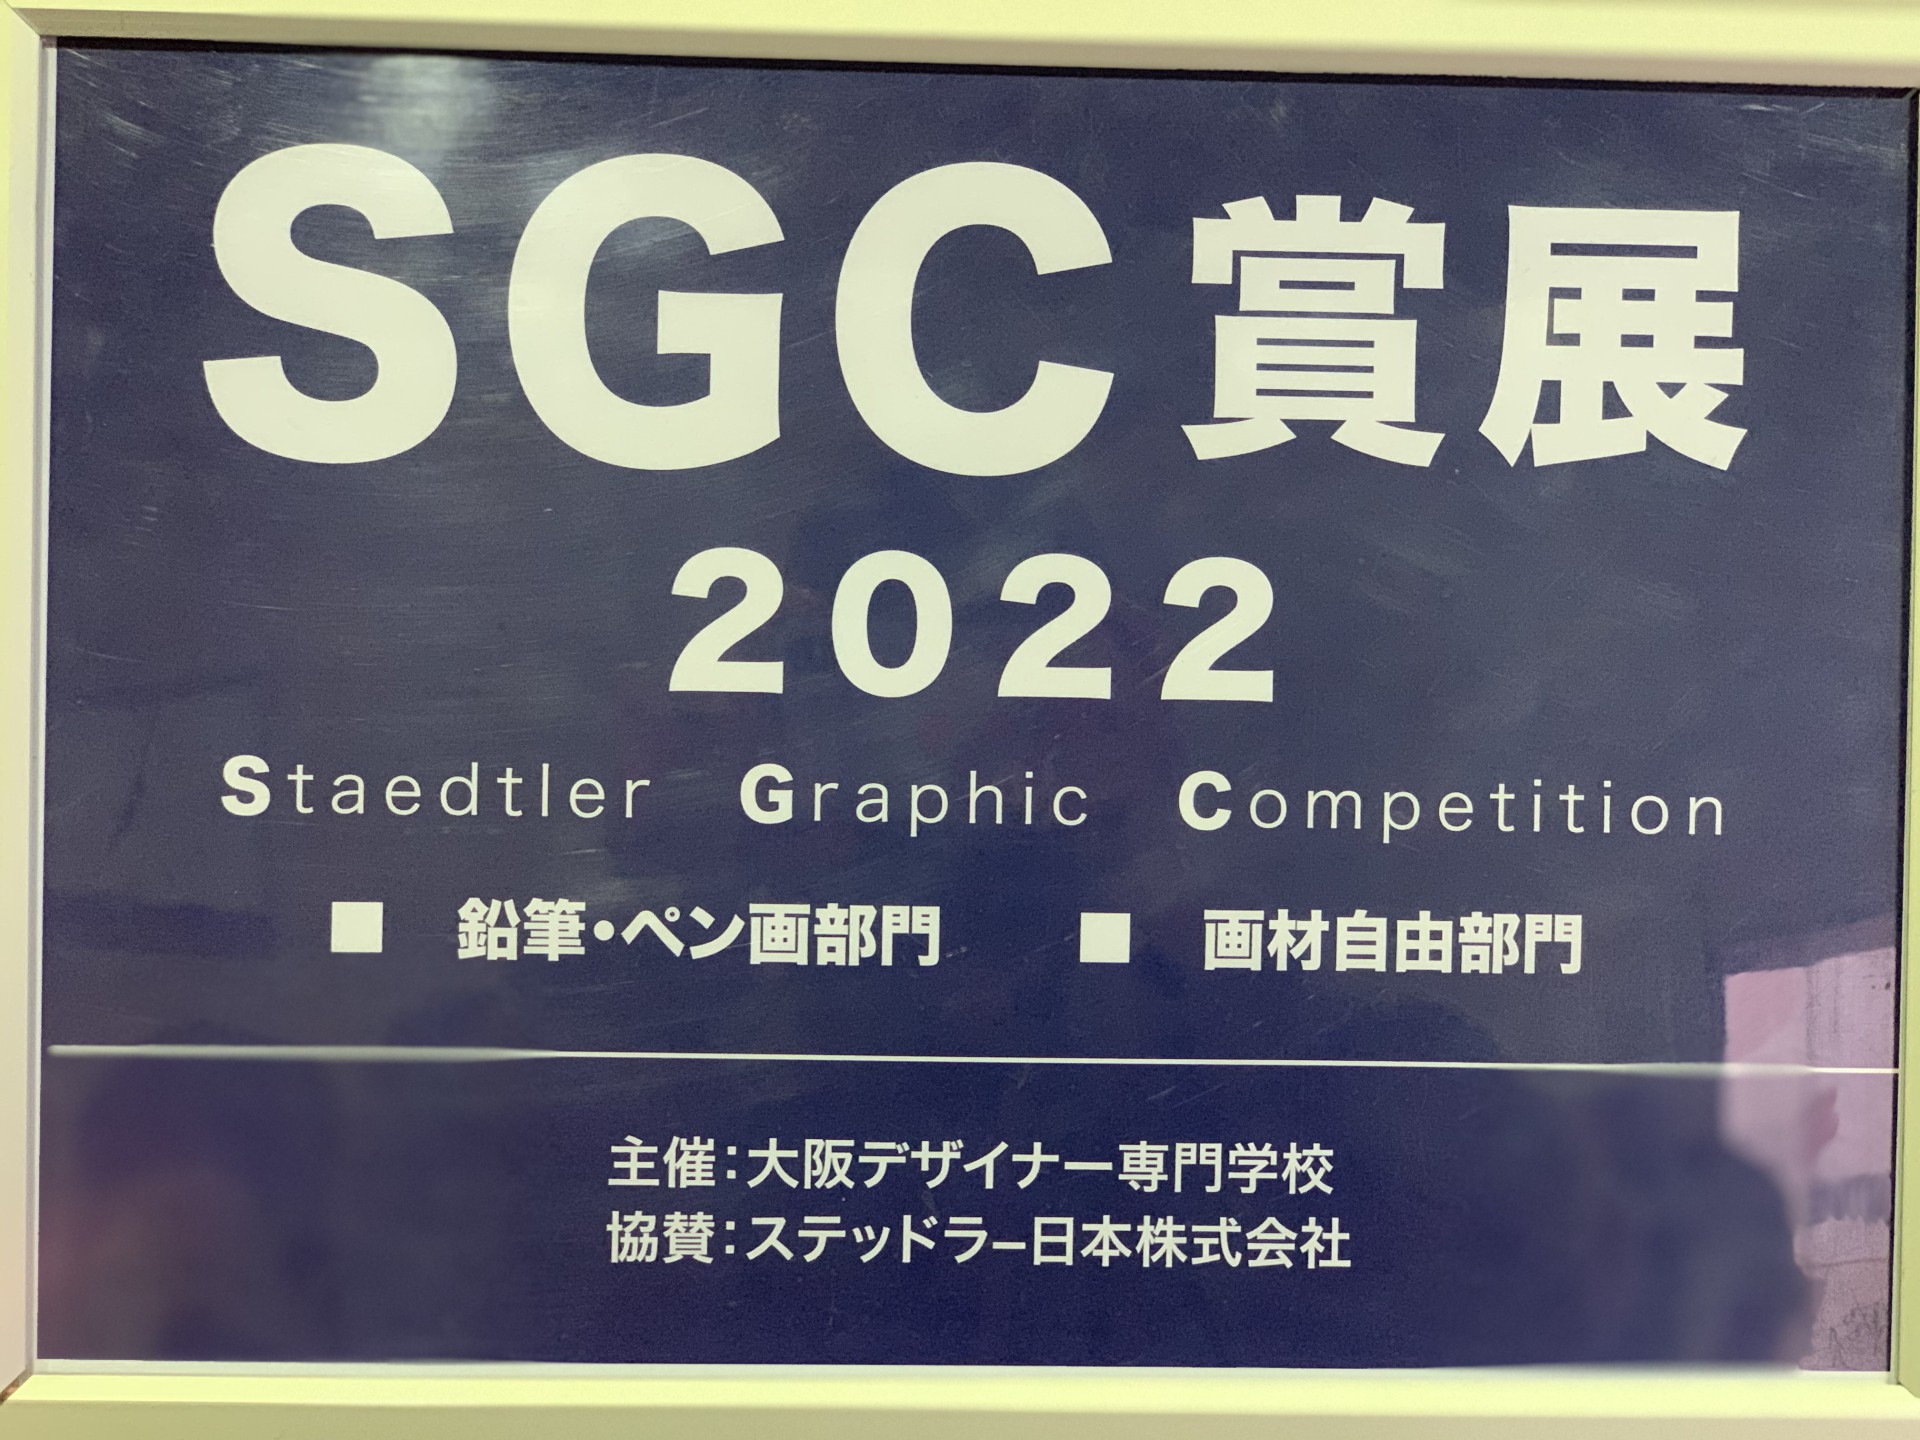 SGC賞展
2022
Staedtler Graphic Competition
■ 鉛筆・ペン画部門 ■ 画材自由部門
主催：大阪デザイナー専門学校
協賛：ステッドラー日本株式会社